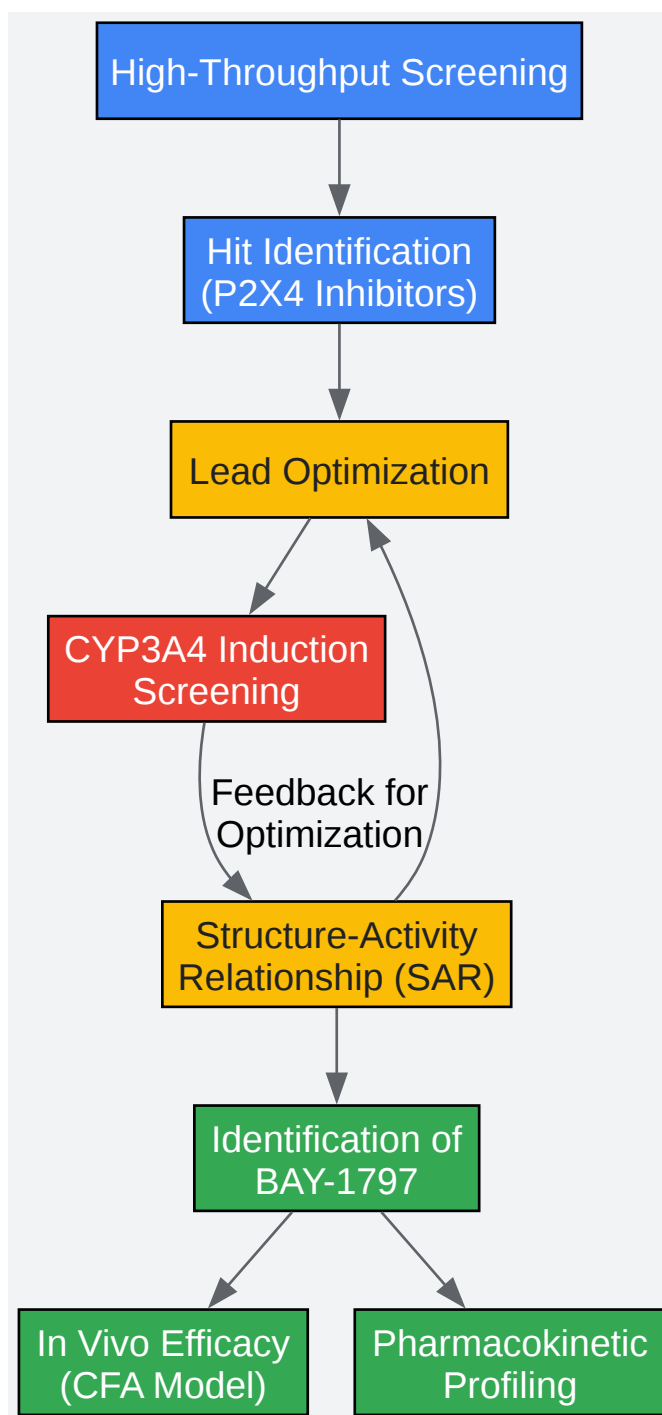 High-Throughput Screening
Hit Identification
(P2X4 Inhibitors)
Lead Optimization
CYP3A4 Induction
Screening
Feedback for
Optimization
Structure-Activity
Relationship (SAR)
Identification of
BAY-1797
In Vivo Efficacy
(CFA Model)
Pharmacokinetic
Profiling